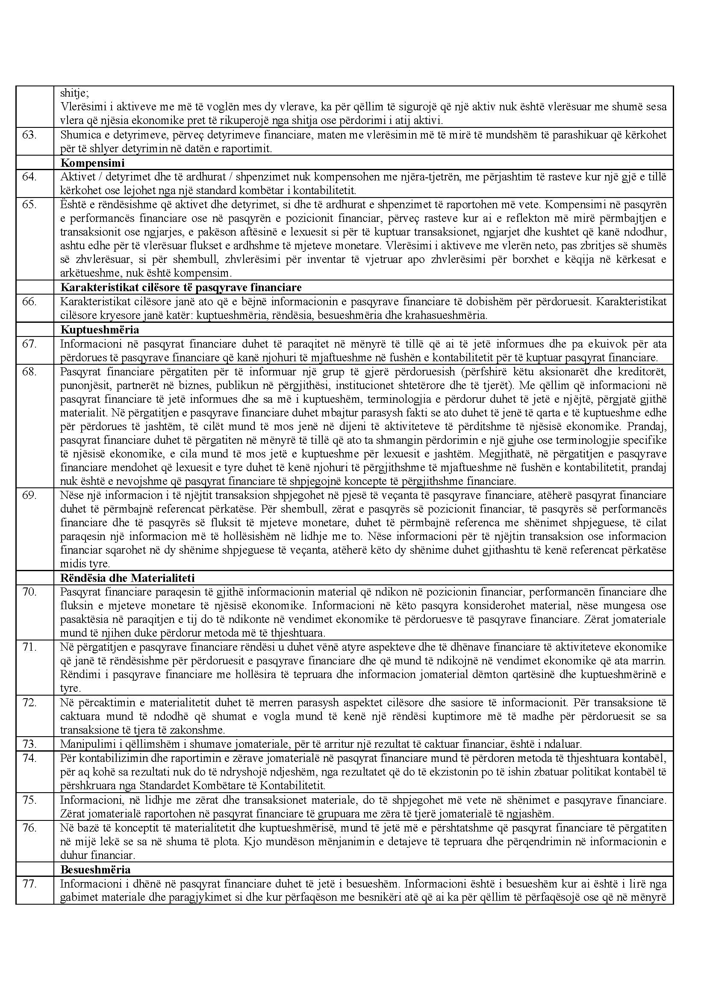 shitje;
Vlerësimi i aktiveve me më të voglën mes dy vlerave, ka për qëllim të sigurojë që një aktiv nuk është vlerësuar me shumë sesa
vlera që njësia ekonomike pret të rikuperojë nga shitja ose përdorimi i atij aktivi.
63. Shumica e detyrimeve, përveç detyrimeve financiare, maten me vlerësimin më të mirë të mundshëm të parashikuar që kërkohet
për të shlyer detyrimin në datën e raportimit.
Kompensimi
64. Aktivet / detyrimet dhe të ardhurat / shpenzimet nuk kompensohen me njëra-tjetrën, me përjashtim të rasteve kur një gjë e tillë
kërkohet ose lejohet nga një standard kombëtar i kontabilitetit.
65. Është e rëndësishme që aktivet dhe detyrimet, si dhe të ardhurat e shpenzimet të raportohen më vete. Kompensimi në pasqyrën
e performancës financiare ose në pasqyrën e pozicionit financiar, përveç rasteve kur ai e reflekton më mirë përmbajtjen e
transaksionit ose ngjarjes, e pakëson aftësinë e lexuesit si për të kuptuar transaksionet, ngjarjet dhe kushtet që kanë ndodhur,
ashtu edhe për të vlerësuar flukset e ardhshme të mjeteve monetare. Vlerësimi i aktiveve me vlerën neto, pas zbritjes së shumës
së zhvlerësuar, si për shembull, zhvlerësimi për inventar të vjetruar apo zhvlerësimi për borxhet e këqija në kërkesat e
arkëtueshme, nuk është kompensim.
Karakteristikat cilësore të pasqyrave financiare
66. Karakteristikat cilësore janë ato që e bëjnë informacionin e pasqyrave financiare të dobishëm për përdoruesit. Karakteristikat
cilësore kryesore janë katër: kuptueshmëria, rëndësia, besueshmëria dhe krahasueshmëria.
Kuptueshmëria
67. Informacioni në pasqyrat financiare duhet të paraqitet në mënyrë të tillë që ai të jetë informues dhe pa ekuivok për ata
përdorues të pasqyrave financiare që kanë njohuri të mjaftueshme në fushën e kontabilitetit për të kuptuar pasqyrat financiare.
68. Pasqyrat financiare përgatiten për të informuar një grup të gjerë përdoruesish (përfshirë këtu aksionarët dhe kreditorët,
punonjësit, partnerët në biznes, publikun në përgjithësi, institucionet shtetërore dhe të tjerët). Me qëllim që informacioni në
pasqyrat financiare të jetë informues dhe sa më i kuptueshëm, terminologjia e përdorur duhet të jetë e njëjtë, përgjatë gjithë
materialit. Në përgatitjen e pasqyrave financiare duhet mbajtur parasysh fakti se ato duhet të jenë të qarta e të kuptueshme edhe
për përdorues të jashtëm, të cilët mund të mos jenë në dijeni të aktiviteteve të përditshme të njësisë ekonomike. Prandaj,
pasqyrat financiare duhet të përgatiten në mënyrë të tillë që ato ta shmangin përdorimin e një gjuhe ose terminologjie specifike
të njësisë ekonomike, e cila mund të mos jetë e kuptueshme për lexuesit e jashtëm. Megjithatë, në përgatitjen e pasqyrave
financiare mendohet që lexuesit e tyre duhet të kenë njohuri të përgjithshme të mjaftueshme në fushën e kontabilitetit, prandaj
nuk është e nevojshme që pasqyrat financiare të shpjegojnë koncepte të përgjithshme financiare.
69. Nëse një informacion i të njëjtit transaksion shpjegohet në pjesë të veçanta të pasqyrave financiare, atëherë pasqyrat financiare
duhet të përmbajnë referencat përkatëse. Për shembull, zërat e pasqyrës së pozicionit financiar, të pasqyrës së performancës
financiare dhe të pasqyrës së fluksit të mjeteve monetare, duhet të përmbajnë referenca me shënimet shpjeguese, të cilat
paraqesin një informacion më të hollësishëm në lidhje me to. Nëse informacioni për të njëjtin transaksion ose informacion
financiar sqarohet në dy shënime shpjeguese të veçanta, atëherë këto dy shënime duhet gjithashtu të kenë referencat përkatëse
midis tyre.
Rëndësia dhe Materialiteti
70. Pasqyrat financiare paraqesin të gjithë informacionin material që ndikon në pozicionin financiar, performancën financiare dhe
fluksin e mjeteve monetare të njësisë ekonomike. Informacioni në këto pasqyra konsiderohet material, nëse mungesa ose
pasaktësia në paraqitjen e tij do të ndikonte në vendimet ekonomike të përdoruesve të pasqyrave financiare. Zërat jomateriale
mund të njihen duke përdorur metoda më të thjeshtuara.
71. Në përgatitjen e pasqyrave financiare rëndësi u duhet vënë atyre aspekteve dhe të dhënave financiare të aktiviteteve ekonomike
që janë të rëndësishme për përdoruesit e pasqyrave financiare dhe që mund të ndikojnë në vendimet ekonomike që ata marrin.
Rëndimi i pasqyrave financiare me hollësira të tepruara dhe informacion jomaterial dëmton qartësinë dhe kuptueshmërinë e
tyre.
72. Në përcaktimin e materialitetit duhet të merren parasysh aspektet cilësore dhe sasiore të informacionit. Për transaksione të
caktuara mund të ndodhë që shumat e vogla mund të kenë një rëndësi kuptimore më të madhe për përdoruesit se sa
transaksione të tjera të zakonshme.
73. Manipulimi i qëllimshëm i shumave jomateriale, për të arritur një rezultat të caktuar financiar, është i ndaluar.
74. Për kontabilizimin dhe raportimin e zërave jomaterialë në pasqyrat financiare mund të përdoren metoda të thjeshtuara kontabël,
për aq kohë sa rezultati nuk do të ndryshojë ndjeshëm, nga rezultatet që do të ekzistonin po të ishin zbatuar politikat kontabël të
përshkruara nga Standardet Kombëtare të Kontabilitetit.
75. Informacioni, në lidhje me zërat dhe transaksionet materiale, do të shpjegohet më vete në shënimet e pasqyrave financiare.
Zërat jomaterialë raportohen në pasqyrat financiare të grupuara me zëra të tjerë jomaterialë të ngjashëm.
76. Në bazë të konceptit të materialitetit dhe kuptueshmërisë, mund të jetë më e përshtatshme që pasqyrat financiare të përgatiten
në mijë lekë se sa në shuma të plota. Kjo mundëson mënjanimin e detajeve të tepruara dhe përqendrimin në informacionin e
duhur financiar.
Besueshmëria
77. Informacioni i dhënë në pasqyrat financiare duhet të jetë i besueshëm. Informacioni është i besueshëm kur ai është i lirë nga
gabimet materiale dhe paragjykimet si dhe kur përfaqëson me besnikëri atë që ai ka për qëllim të përfaqësojë ose që në mënyrë